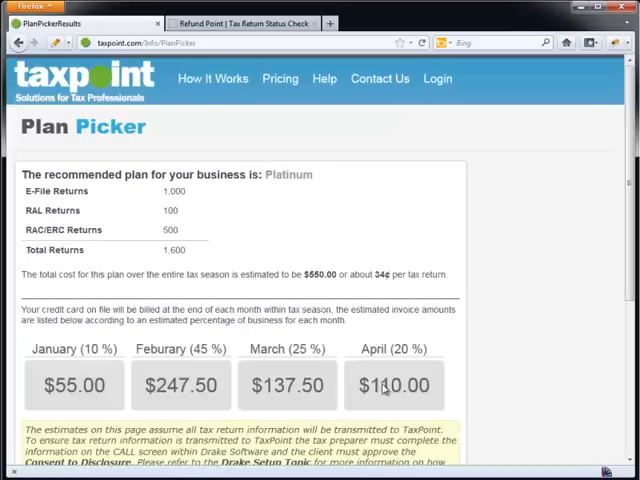 Firefox
PlanPickerResults
Refund Point | Tax Return Status Check
taxpoint.com/Info/PlanPicker
Bing
taxpoint
Solutions for Tax Professionals
How It Works Pricing Help Contact Us Login
Plan Picker
The recommended plan for your business is: Platinum
E-File Returns 1,000
RAL Returns 100
RAC/ERC Returns 500
Total Returns 1,600
The total cost for this plan over the entire tax season is estimated to be $550.00 or about 34¢ per tax return.
Your credit card on file will be billed at the end of each month within tax season, the estimated invoice amounts
are listed below according to an estimated percentage of business for each month
January (10 %) Feburary (45 %) March (25 %) April (20 %)
$55.00 $247.50 $137.50 $110.00
The estimates on this page assume all tax return information will be transmitted to TaxPoint.
To ensure tax return information is transmitted to TaxPoint the tax preparer must complete the
information on the CALL screen within Drake Software and the client must approve the
Consent to Disclosure. Please refer to the Drake Setup Topic for more information on how